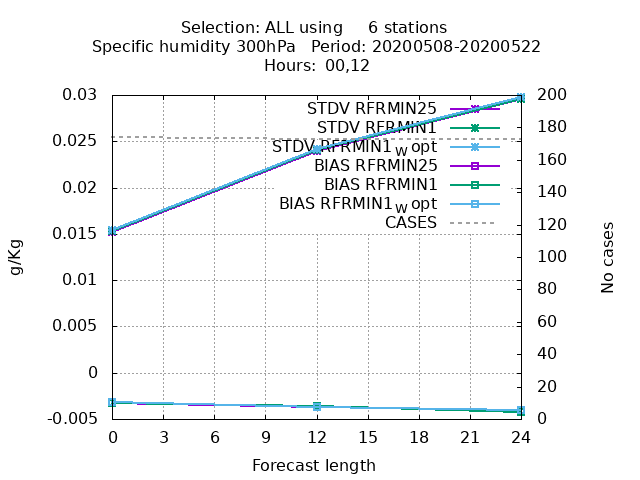 Selection: ALL using     6 stations
Specific humidity 300hPa   Period: 20200508-20200522
Hours: 00,12
0.03
0.025
0.02
0.015
0.01
0.005
0
-0.005
g/Kg
STDV RFRMIN25
STDV RFRMIN1
STDV RFRMIN1w opt
BIAS RFRMIN25
BIAS RFRMIN1
BIAS RFRMIN1w opt
CASES
200
180
160
140
120
100
80
60
40
20
0
No cases
0 3 6 9 12 15 18 21 24
Forecast length